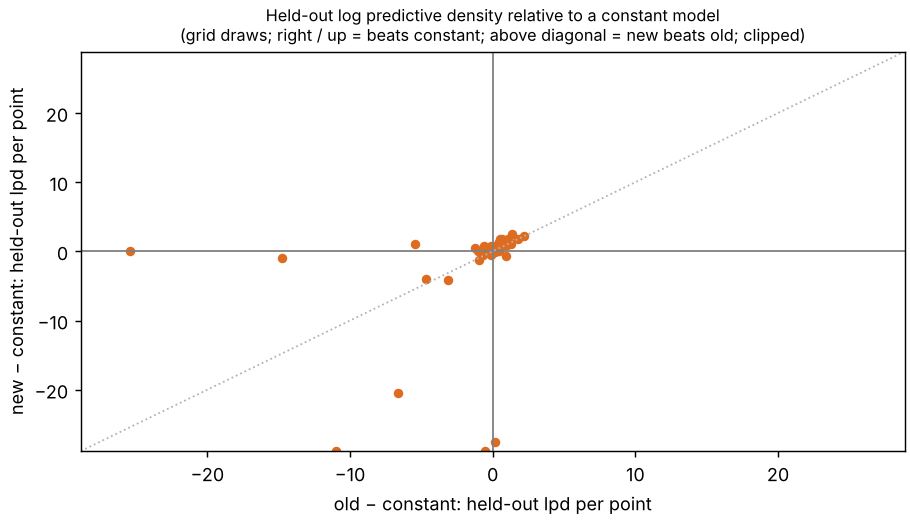 Held-out log predictive density relative to a constant model
(grid draws; right / up = beats constant; above diagonal = new beats old; clipped)
new − constant: held-out lpd per point
20
10
0
−10
−20
−20
−10
0
10
20
old − constant: held-out lpd per point